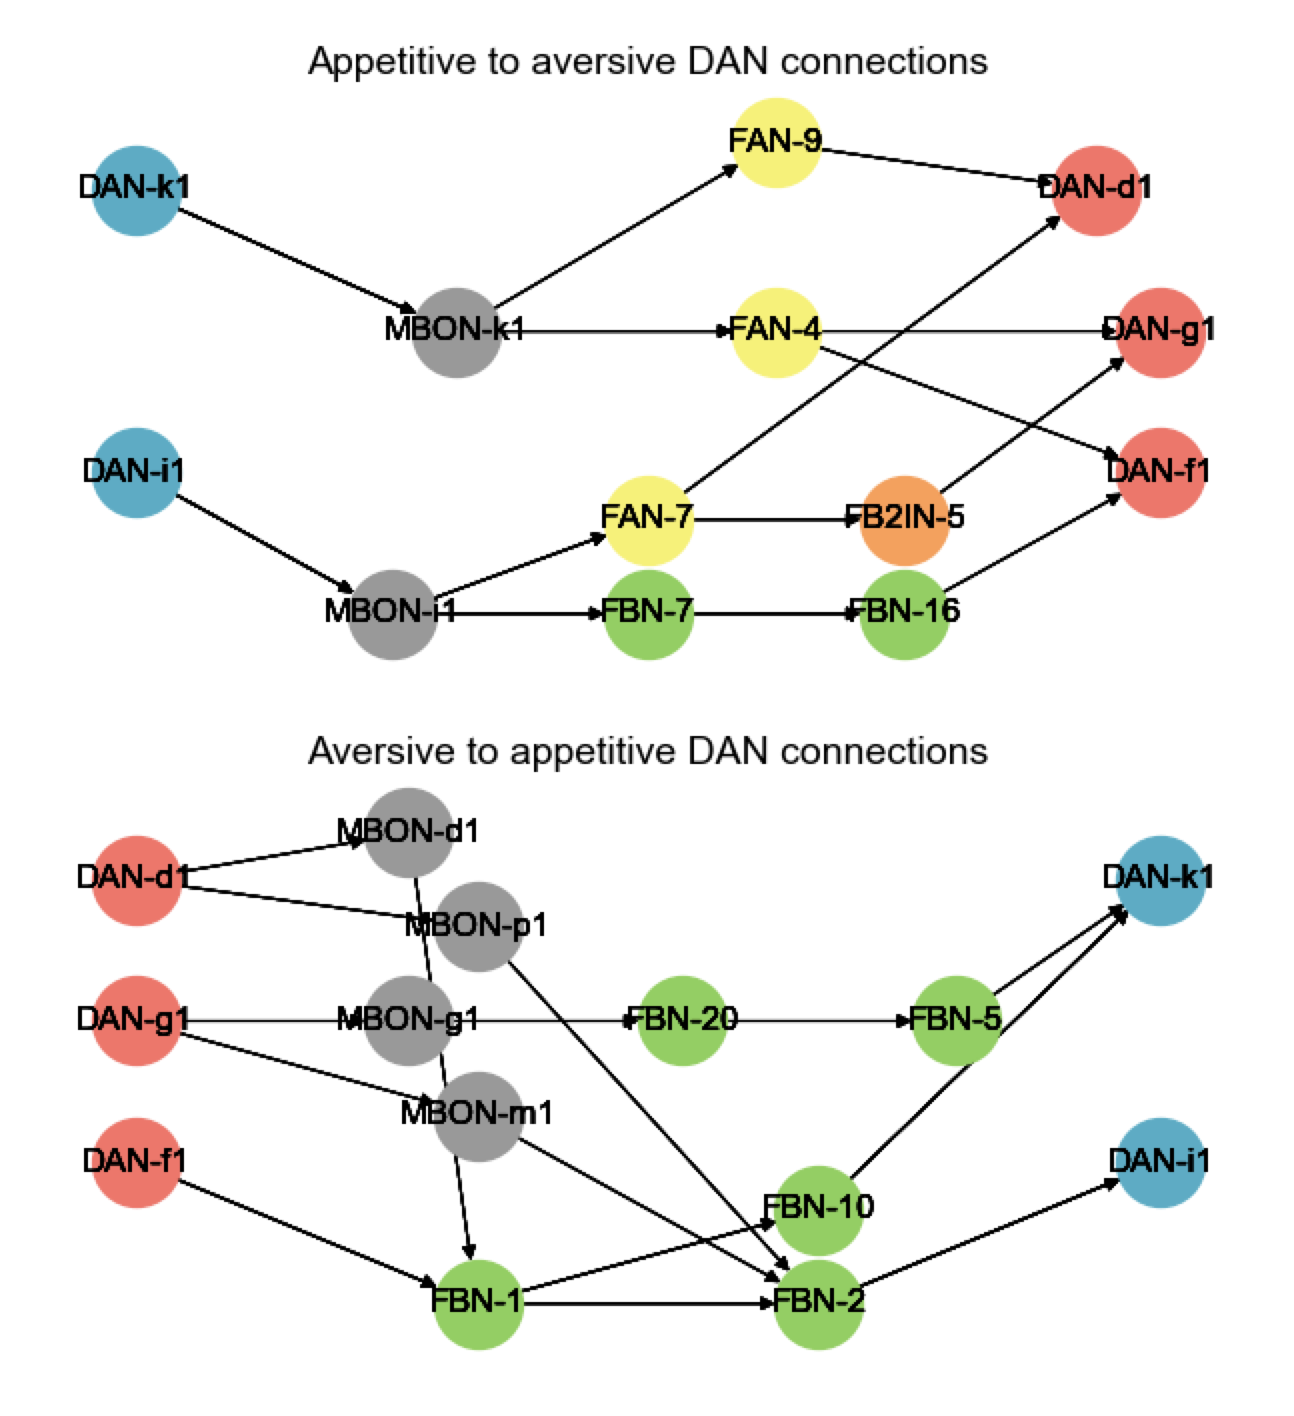 Appetitive to aversive DAN connections
FAN-9
DAN-k1
DAN-d1
MBON-k1
FAN-4
DAN-g1
DAN-i1
DAN-f1
FAN-7
FB2IN-5
MBON-i1
FBN-7
FBN-16
Aversive to appetitive DAN connections
MBON-d1
DAN-d1
DAN-k1
MBON-p1
DAN-g1
MBON-g1
FBN-20
FBN-5
MBON-m1
DAN-f1
DAN-i1
FBN-10
FBN-1
FBN-2